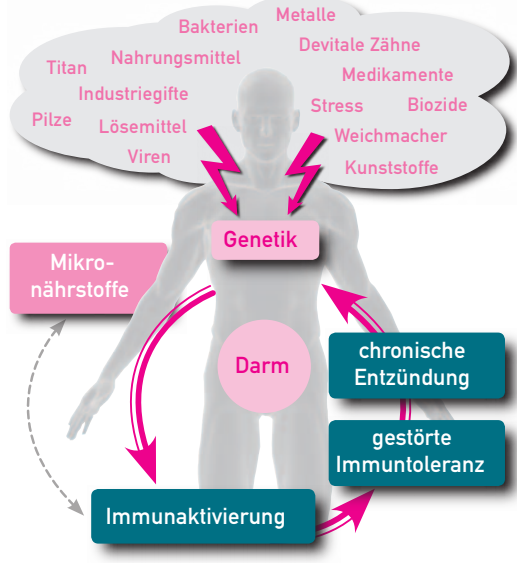 Metalle
Bakterien
Devitale Zähne
Nahrungsmittel
Titan
Medikamente
Industriegifte
Stress
Biozide
Pilze
Lösemittel
Weichmacher
Viren
Kunststoffe
Genetik
Mikro-
nährstoffe
chronische
Entzündung
Darm
gestörte
Immuntoleranz
Immunaktivierung